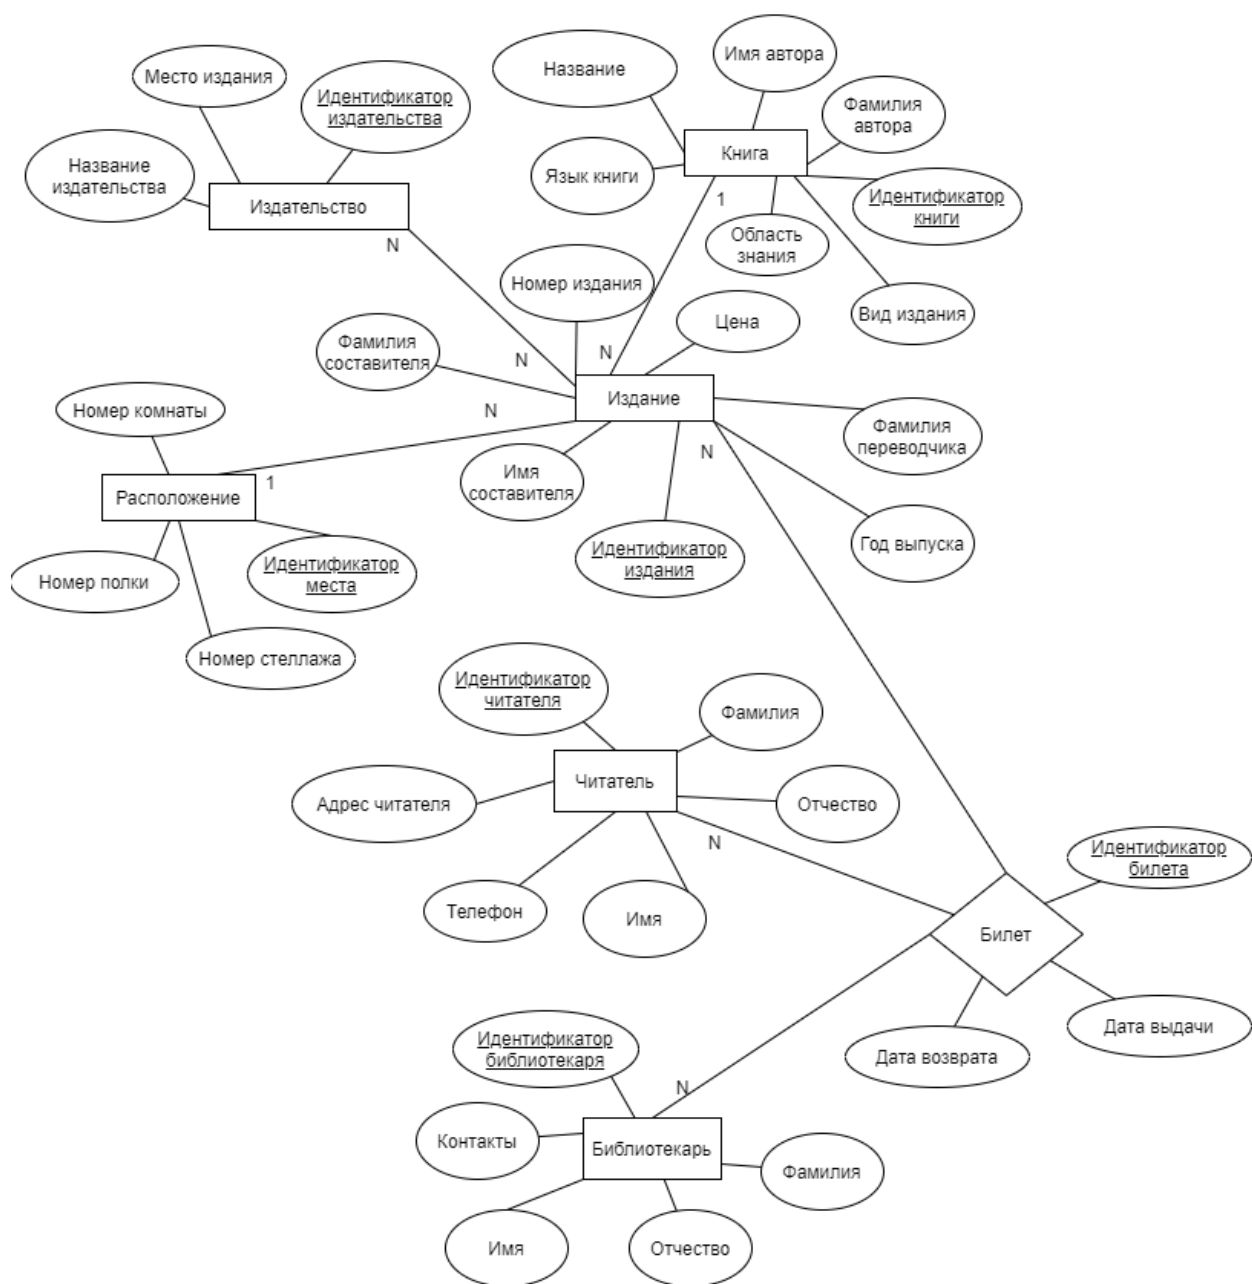 Место издания
Идентификатор
издательства
Название
издательства
Издательство
N
Название
Имя автора
Фамилия
автора
Книга
Язык книги
1
Идентификатор
книги
Область
знания
Вид издания
Номер издания
Цена
Фамилия
составителя
N
N
Издание
N
Фамилия
переводчика
N
Имя
составителя
Идентификатор
издания
Год выпуска
Номер комнаты
Расположение
1
Номер полки
Идентификатор
места
Номер стеллажа
Идентификатор
читателя
Фамилия
Читатель
Адрес читателя
Отчество
N
Телефон
Имя
Идентификатор
билета
Билет
Дата возврата
Дата выдачи
Идентификатор
библиотекаря
N
Контакты
Библиотекарь
Фамилия
Имя
Отчество